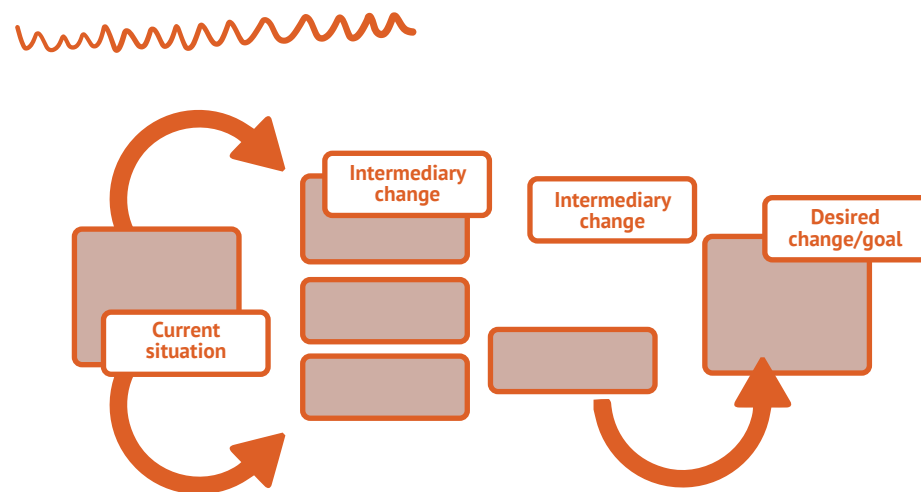 Intermediary
change
Intermediary
change
Desired
change/goal
Current
situation